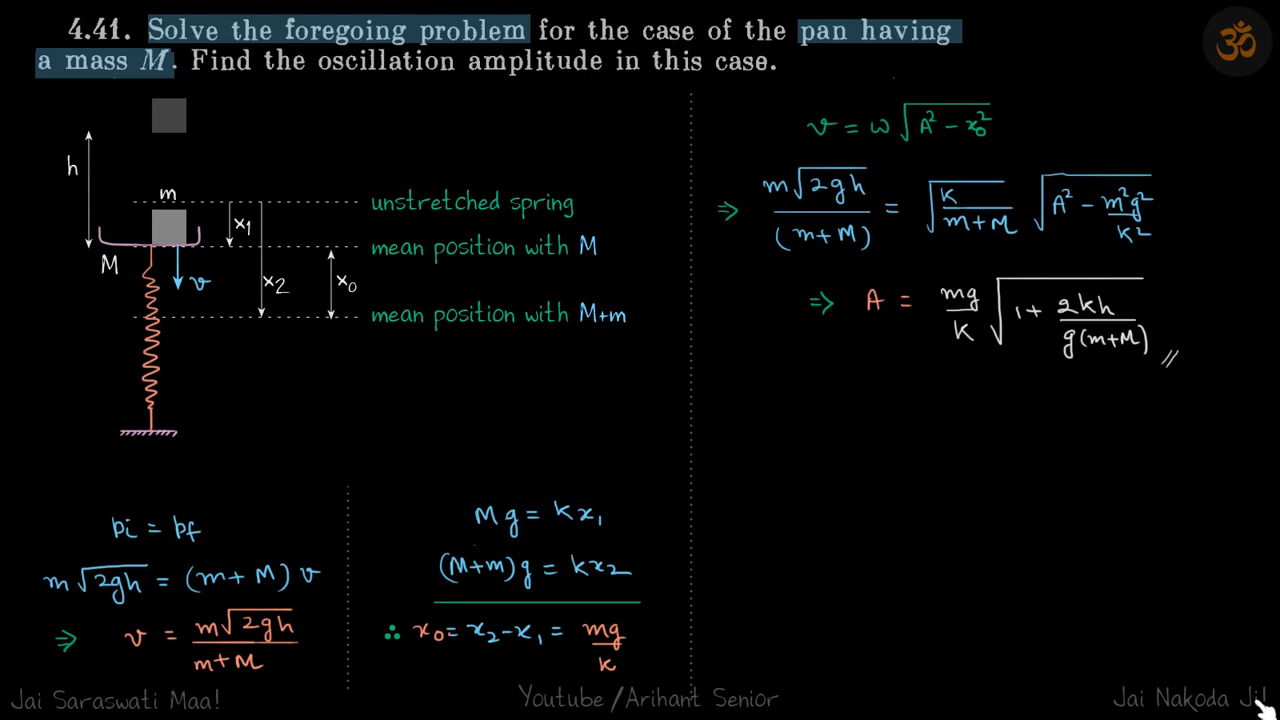 4.41. Solve the foregoing problem for the case of the pan having
a mass M. Find the oscillation amplitude in this case.
ॐ
h
m
x₁
unstretched spring
mean position with M
M
v
x₂
x₀
mean position with M+m
pi = pf
m√2gh = (m+M) v
⇒ v = m√2gh / m+M
Mg = kx₁
(M+m)g = kx₂
∴ x₀ = x₂-x₁ = mg/k
v = ω √A² - x₀²
⇒ m√2gh / (m+M) = √k/m+M √A² - m²g²/k²
⇒ A = mg/k √1+ 2kh/g(m+M) //
Jai Saraswati Maa!
Youtube /Arihant Senior
Jai Nakoda Ji!